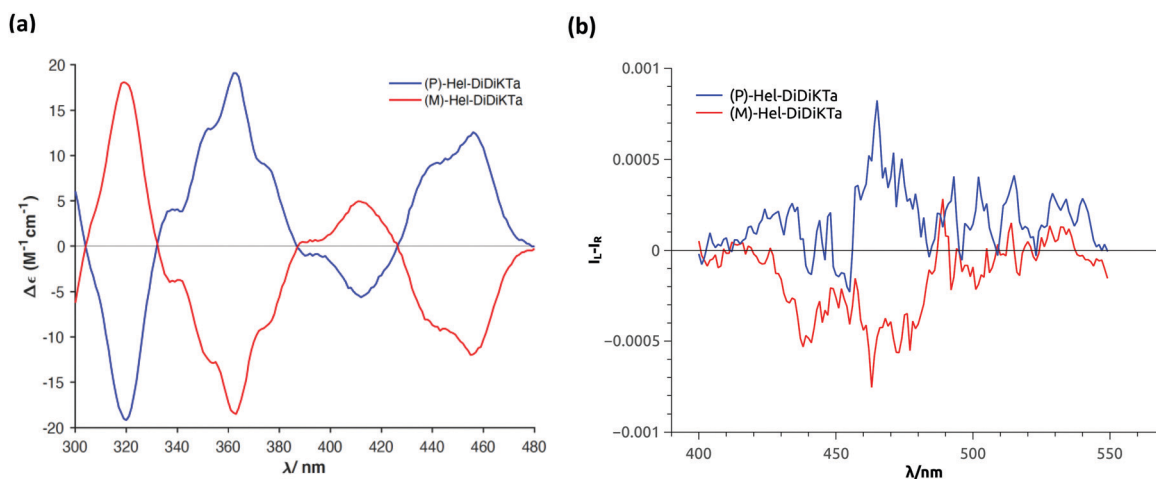 (a)
(P)-Hel-DiDiKTa
(M)-Hel-DiDiKTa
Δϵ (M⁻¹cm⁻¹)
20
15
10
5
0
-5
-10
-15
-20
300
320
340
360
380
400
420
440
460
480
λ/ nm
(b)
(P)-Hel-DiDiKTa
(M)-Hel-DiDiKTa
I_L-I_R
0.001
0.0005
0
−0.0005
−0.001
400
450
500
550
λ/nm